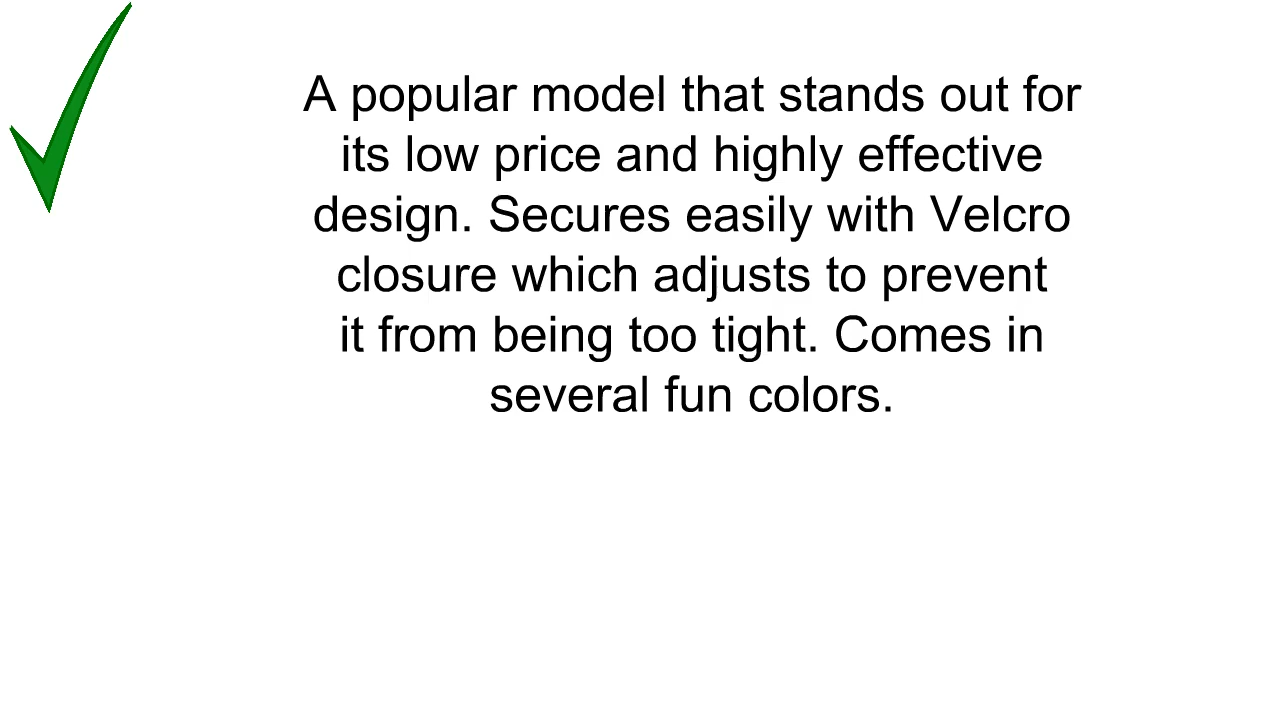 A popular model that stands out for
its low price and highly effective
design. Secures easily with Velcro
closure which adjusts to prevent
it from being too tight. Comes in
several fun colors.